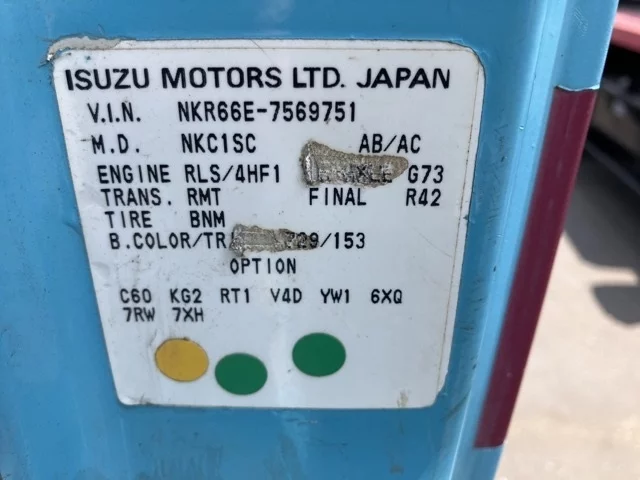 ISUZU MOTORS LTD. JAPAN
V.I.N. NKR66E-7569751
M.D. NKC1SC AB/AC
ENGINE RLS/4HF1 G73
TRANS. RMT FINAL R42
TIRE BNM
B.COLOR/TR /153
OPTION
C60 KG2 RT1 V4D YW1 6XQ
7RW 7XH